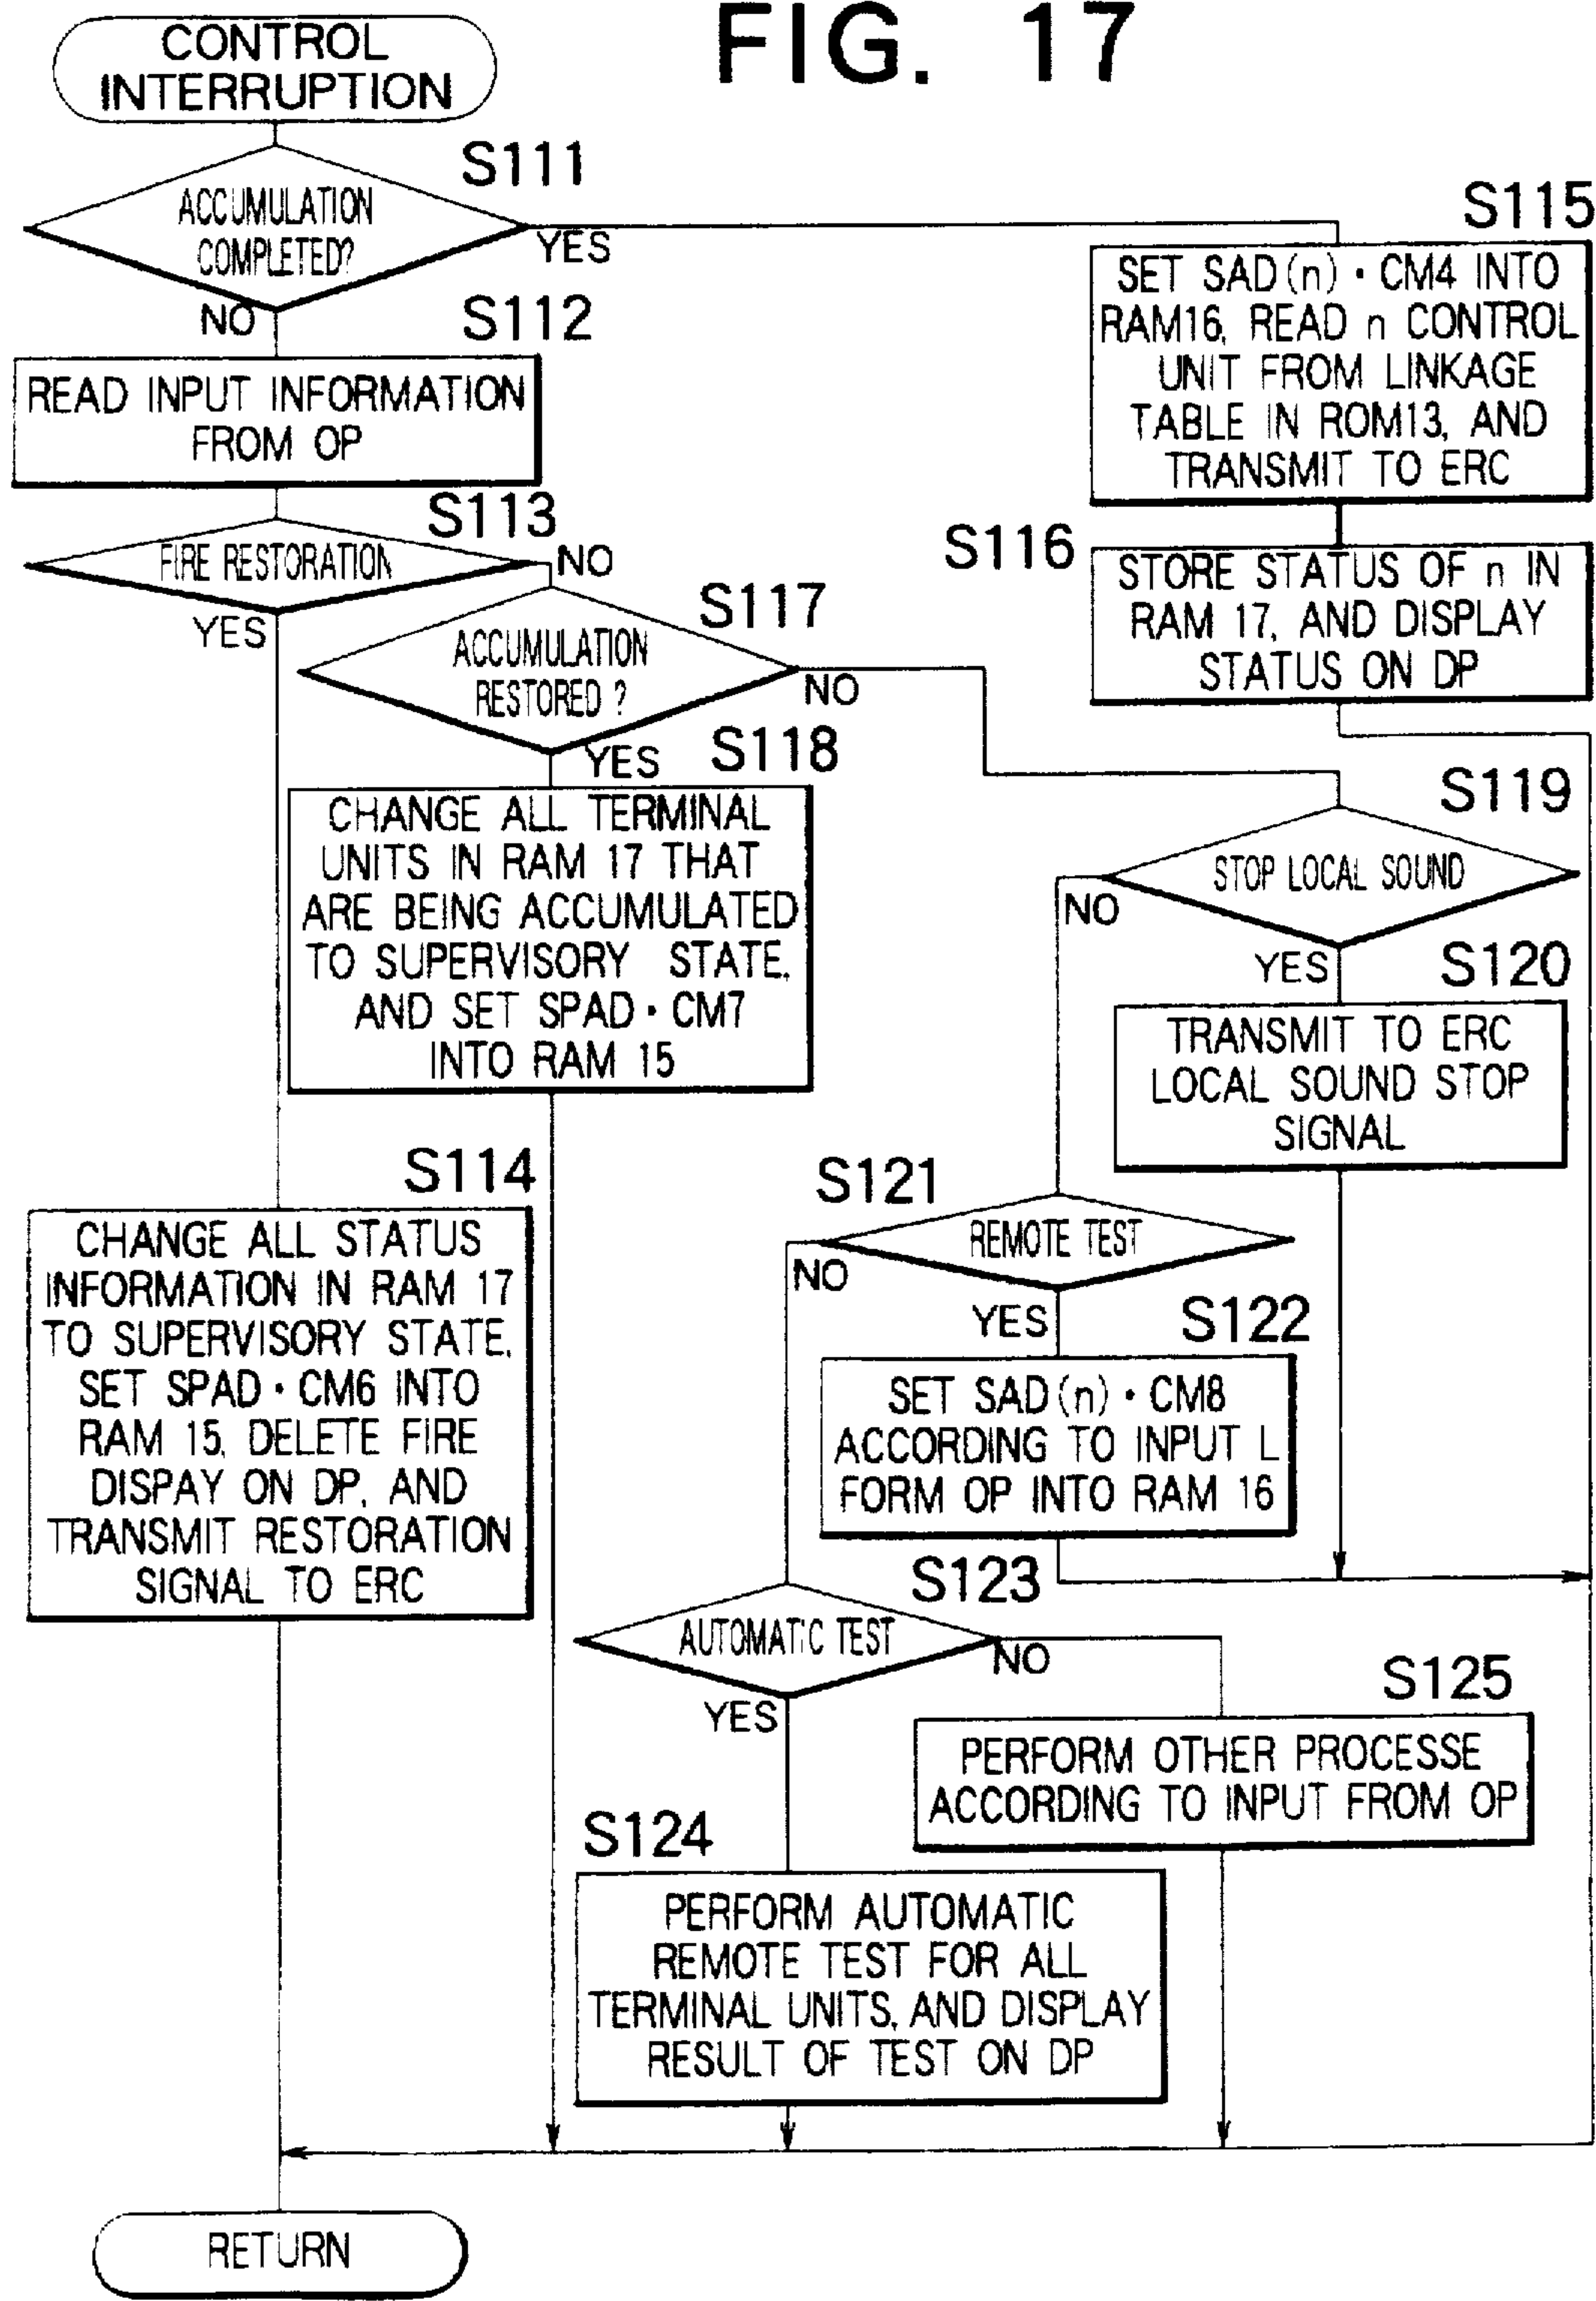 FIG. 17
CONTROL
INTERRUPTION
S111
ACCUMULATION
COMPLETED?
YES
NO
S112
READ INPUT INFORMATION
FROM OP
S113
FIRE RESTORATION
NO
YES
S115
SET SAD(n)・CM4 INTO
RAM16, READ n CONTROL
UNIT FROM LINKAGE
TABLE IN ROM13, AND
TRANSMIT TO ERC
S116
STORE STATUS OF n IN
RAM 17, AND DISPLAY
STATUS ON DP
S117
ACCUMULATION
RESTORED ?
NO
YES
S118
CHANGE ALL TERMINAL
UNITS IN RAM 17 THAT
ARE BEING ACCUMULATED
TO SUPERVISORY STATE,
AND SET SPAD・CM7
INTO RAM 15
S119
STOP LOCAL SOUND
NO
YES
S120
TRANSMIT TO ERC
LOCAL SOUND STOP
SIGNAL
S114
CHANGE ALL STATUS
INFORMATION IN RAM 17
TO SUPERVISORY STATE,
SET SPAD・CM6 INTO
RAM 15, DELETE FIRE
DISPAY ON DP, AND
TRANSMIT RESTORATION
SIGNAL TO ERC
S121
REMOTE TEST
NO
YES
S122
SET SAD(n)・CM8
ACCORDING TO INPUT L
FORM OP INTO RAM 16
S123
AUTOMATIC TEST
NO
YES
S125
PERFORM OTHER PROCESSE
ACCORDING TO INPUT FROM OP
S124
PERFORM AUTOMATIC
REMOTE TEST FOR ALL
TERMINAL UNITS, AND DISPLAY
RESULT OF TEST ON DP
RETURN